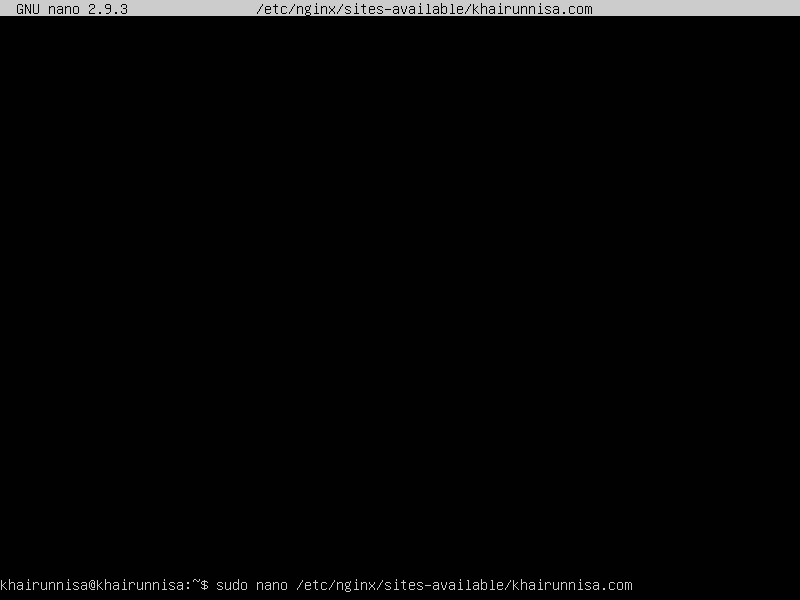 GNU nano 2.9.3 /etc/nginx/sites-available/khairunnisa.com
khairunnisa@khairunnisa:~$ sudo nano /etc/nginx/sites-available/khairunnisa.com